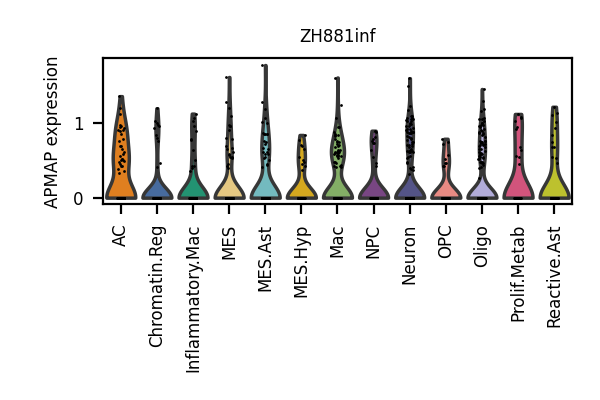 ZH881inf
APMAP expression
1
0
AC
Chromatin.Reg
Inflammatory.Mac
MES
MES.Ast
MES.Hyp
Mac
NPC
Neuron
OPC
Oligo
Prolif.Metab
Reactive.Ast